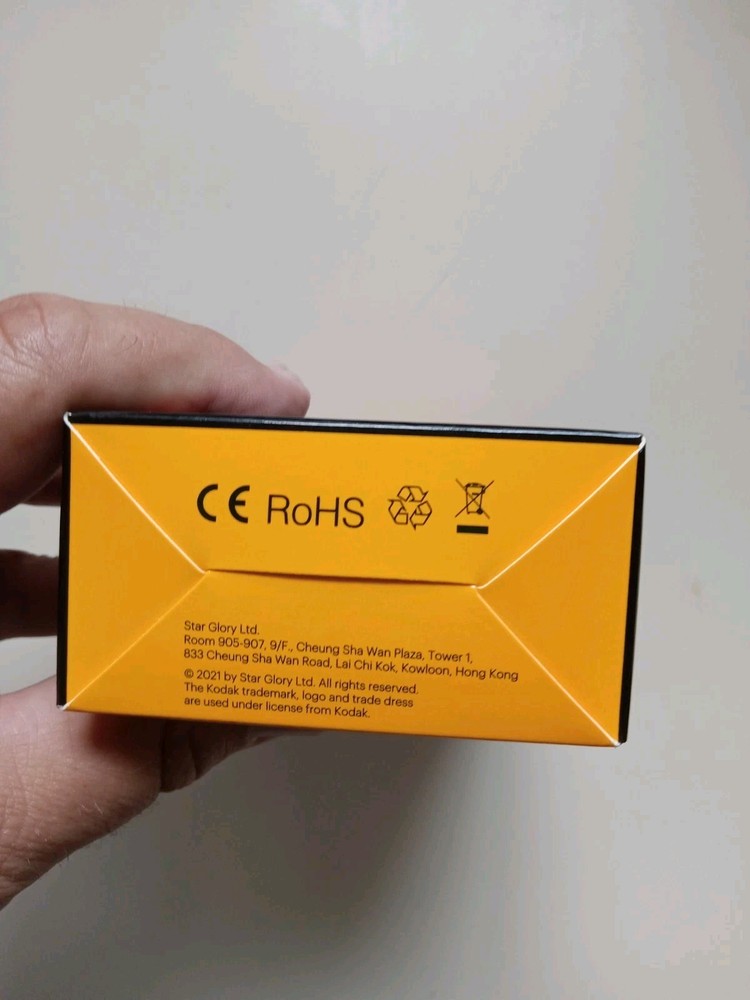 CE RoHS
Star Glory Ltd.
Room 905-907, 9/F., Cheung Sha Wan Plaza, Tower 1,
833 Cheung Sha Wan Road, Lai Chi Kok, Kowloon, Hong Kong
© 2021 by Star Glory Ltd. All rights reserved.
The Kodak trademark, logo and trade dress
are used under license from Kodak.